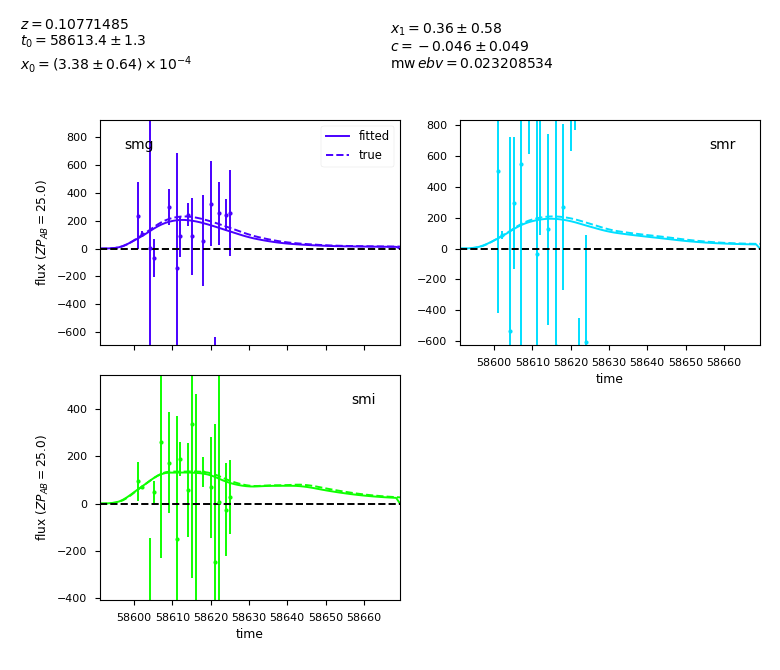 z = 0.10771485
t₀ = 58613.4 ± 1.3
x₀ = (3.38 ± 0.64) × 10⁻⁴
x₁ = 0.36 ± 0.58
c = −0.046 ± 0.049
mw ebv = 0.023208534
800
600
400
200
0
−200
−400
−600
flux (ZP_AB = 25.0)
smg
fitted
true
800
600
400
200
0
−200
−400
−600
smr
58600 58610 58620 58630 58640 58650 58660
time
400
200
0
−200
−400
flux (ZP_AB = 25.0)
smi
58600 58610 58620 58630 58640 58650 58660
time